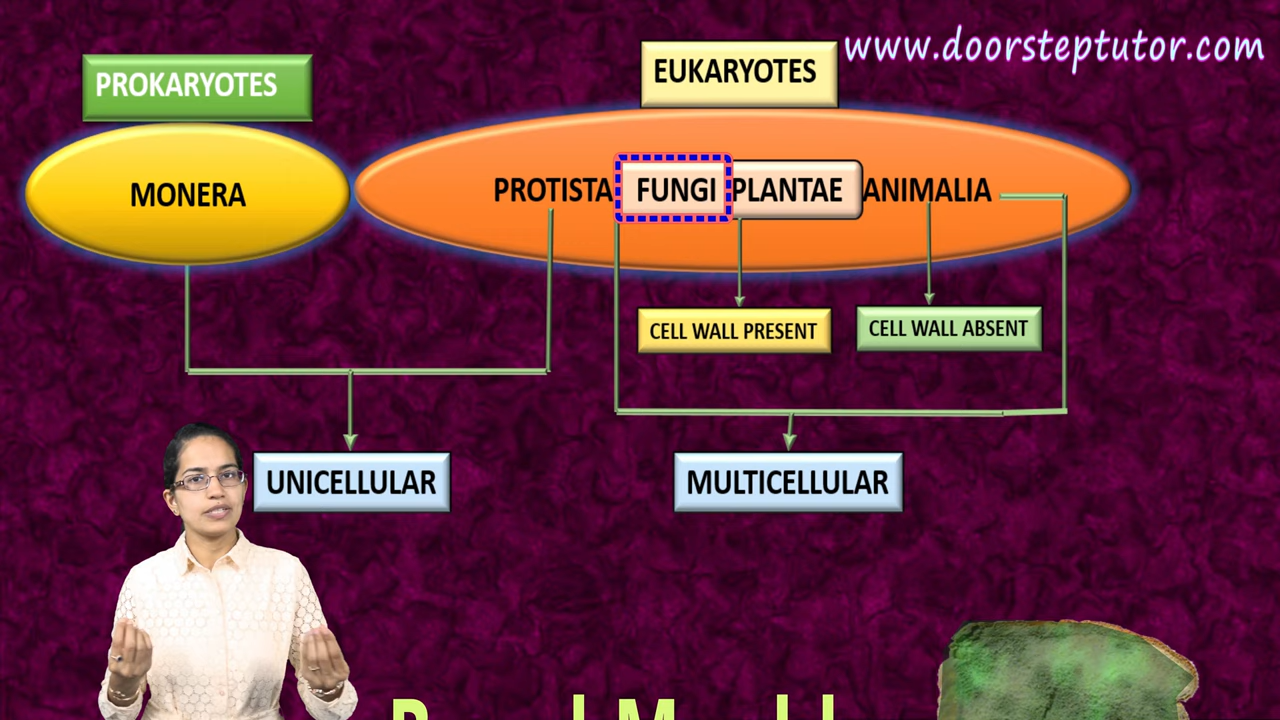 www.doorsteptutor.com
PROKARYOTES
EUKARYOTES
MONERA
PROTISTA FUNGI PLANTAE ANIMALIA
CELL WALL PRESENT
CELL WALL ABSENT
UNICELLULAR
MULTICELLULAR